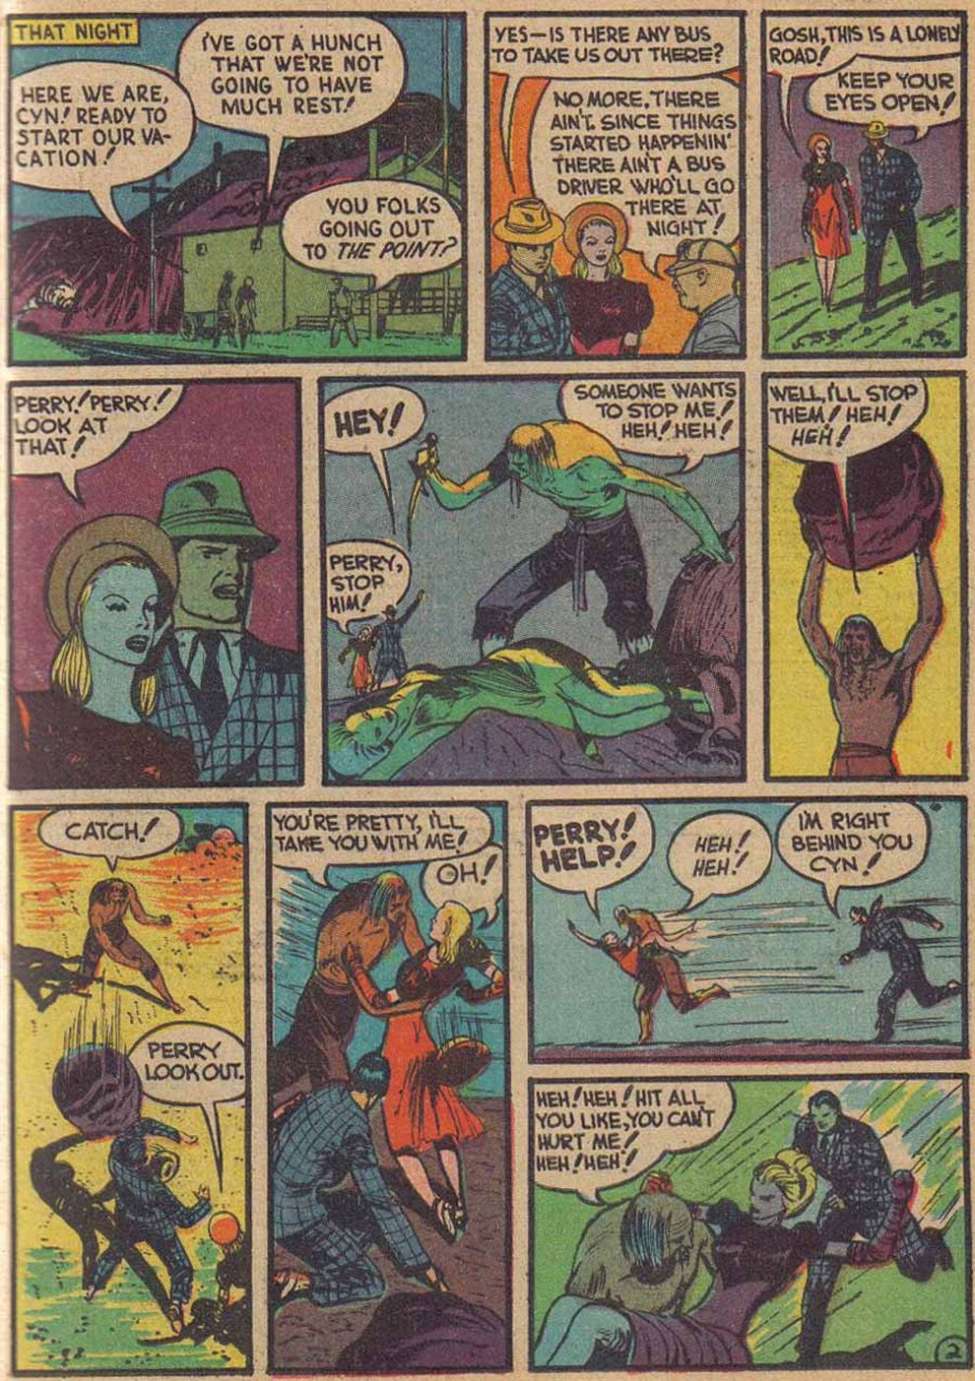 THAT NIGHT
HERE WE ARE,
CYN! READY TO
START OUR VA-
CATION!
I'VE GOT A HUNCH
THAT WE'RE NOT
GOING TO HAVE
MUCH REST!
YOU FOLKS
GOING OUT
TO THE POINT?
YES—IS THERE ANY BUS
TO TAKE US OUT THERE?
NO MORE, THERE
AIN'T. SINCE THINGS
STARTED HAPPENIN'
THERE AIN'T A BUS
DRIVER WHO'LL GO
THERE AT
NIGHT!
GOSH, THIS IS A LONELY
ROAD!
KEEP YOUR
EYES OPEN!
PERRY! PERRY!
LOOK AT
THAT!
HEY!
SOMEONE WANTS
TO STOP ME!
HEH! HEH!
PERRY,
STOP
HIM!
WELL, I'LL STOP
THEM! HEH!
HEH!
CATCH!
PERRY
LOOK OUT.
YOU'RE PRETTY, I'LL
TAKE YOU WITH ME!
OH!
PERRY!
HELP!
HEH!
HEH!
I'M RIGHT
BEHIND YOU
CYN!
HEH! HEH! HIT ALL
YOU LIKE, YOU CAN'T
HURT ME!
HEH! HEH!
2